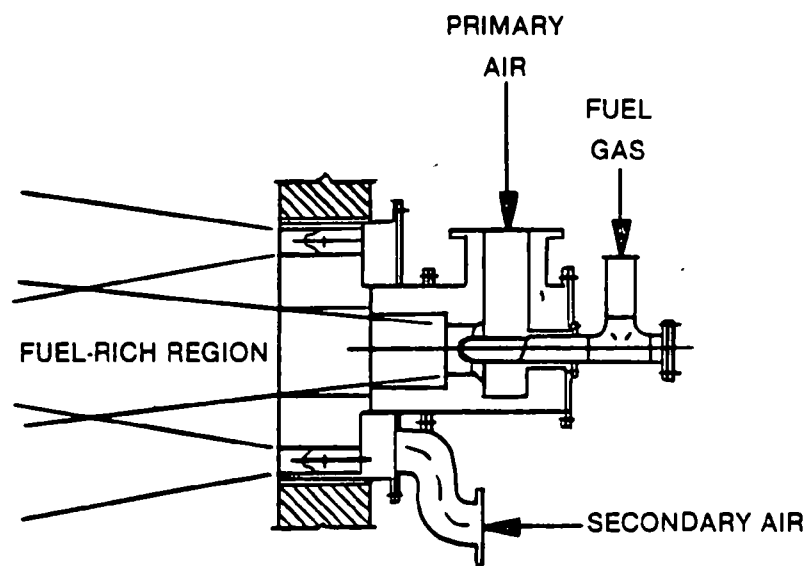 PRIMARY
AIR
FUEL
GAS
FUEL-RICH REGION
SECONDARY AIR